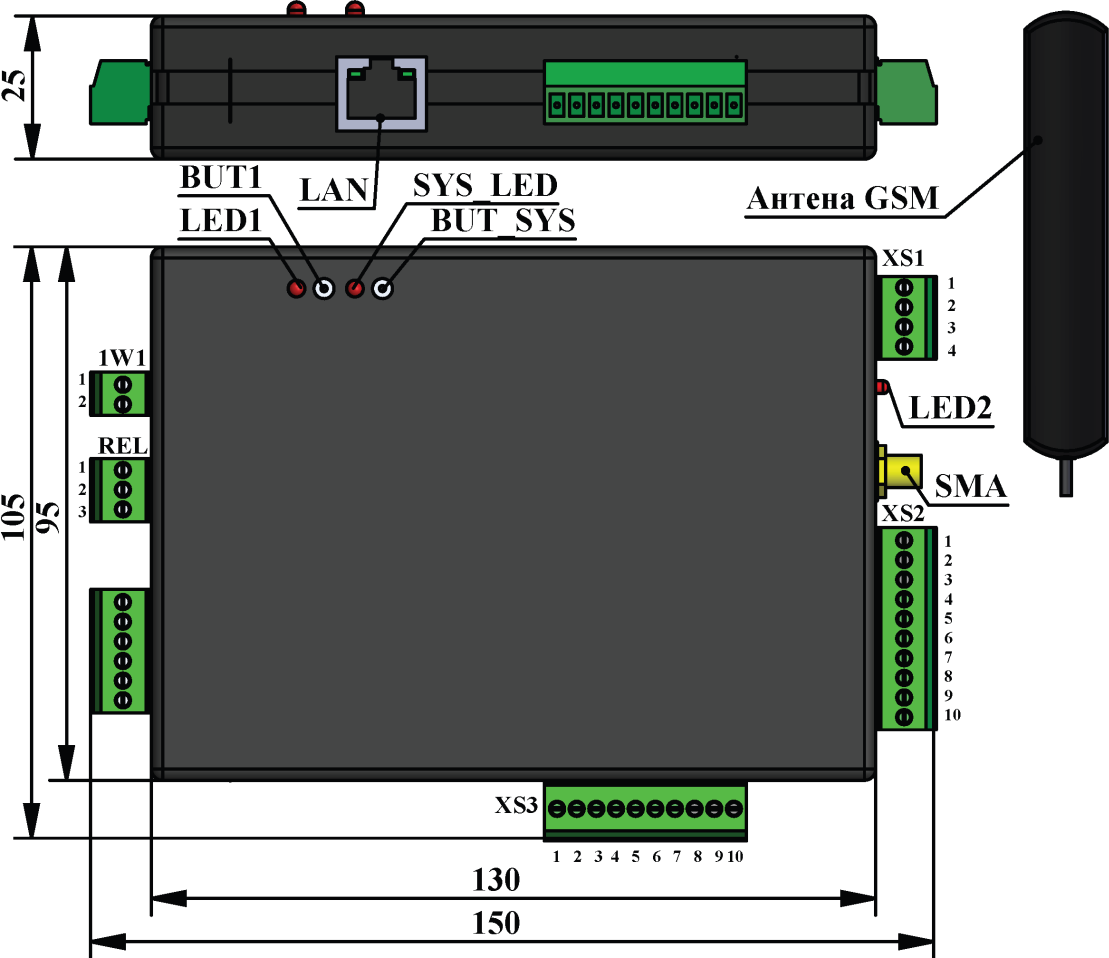 25
BUT1
LAN
SYS_LED
LED1
BUT_SYS
Антена GSM
XS1
1
2
3
4
1W1
1
2
LED2
REL
1
2
3
SMA
XS2
1
2
3
4
5
6
7
8
9
10
105
95
XS3
1 2 3 4 5 6 7 8 9 10
130
150